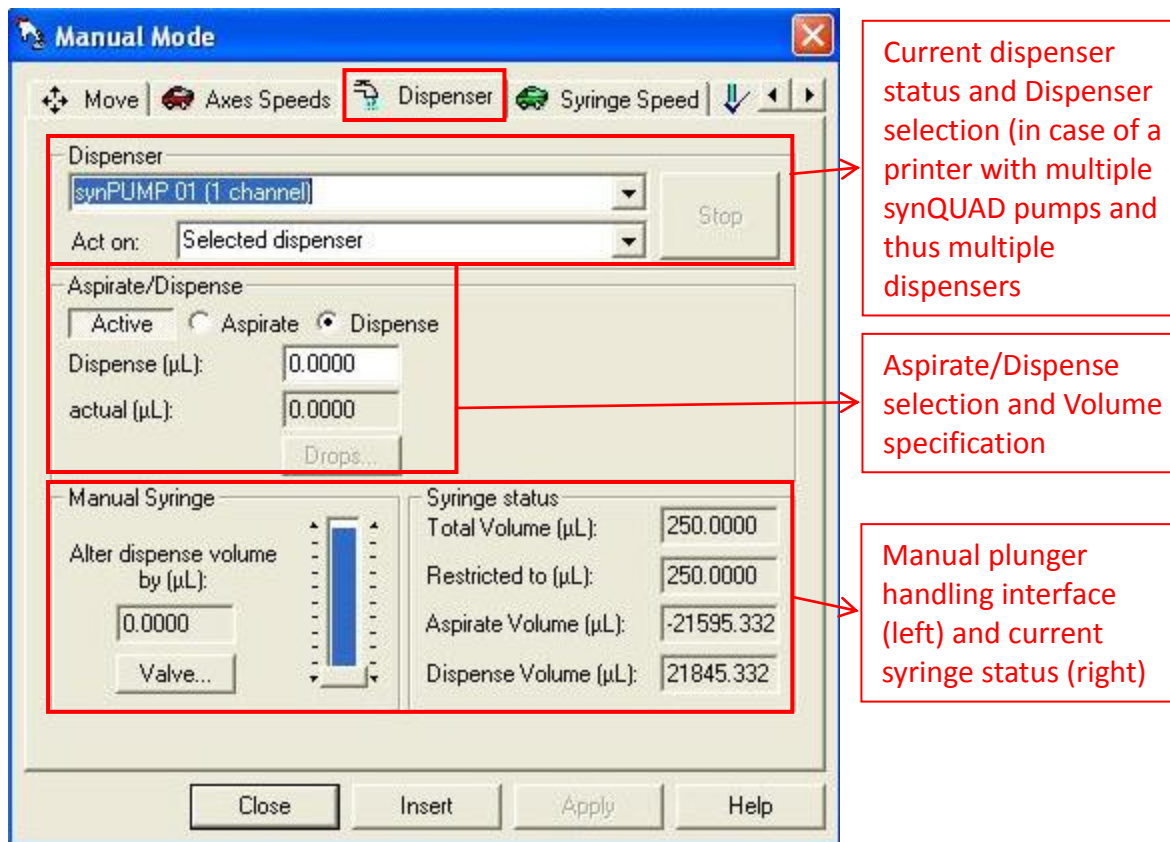 Manual Mode
Move
Axes Speeds
Dispenser
Syringe Speed
Dispenser
synPUMP 01 (1 channel)
Stop
Act on: Selected dispenser
Aspirate/Dispense
Active Aspirate Dispense
Dispense (µL): 0.0000
actual (µL): 0.0000
Drops...
Manual Syringe
Alter dispense volume
by (µL):
0.0000
Valve...
Syringe status
Total Volume (µL): 250.0000
Restricted to (µL): 250.0000
Aspirate Volume (µL): -21595.332
Dispense Volume (µL): 21845.332
Close Insert Apply Help
Current dispenser
status and Dispenser
selection (in case of a
printer with multiple
synQUAD pumps and
thus multiple
dispensers
Aspirate/Dispense
selection and Volume
specification
Manual plunger
handling interface
(left) and current
syringe status (right)